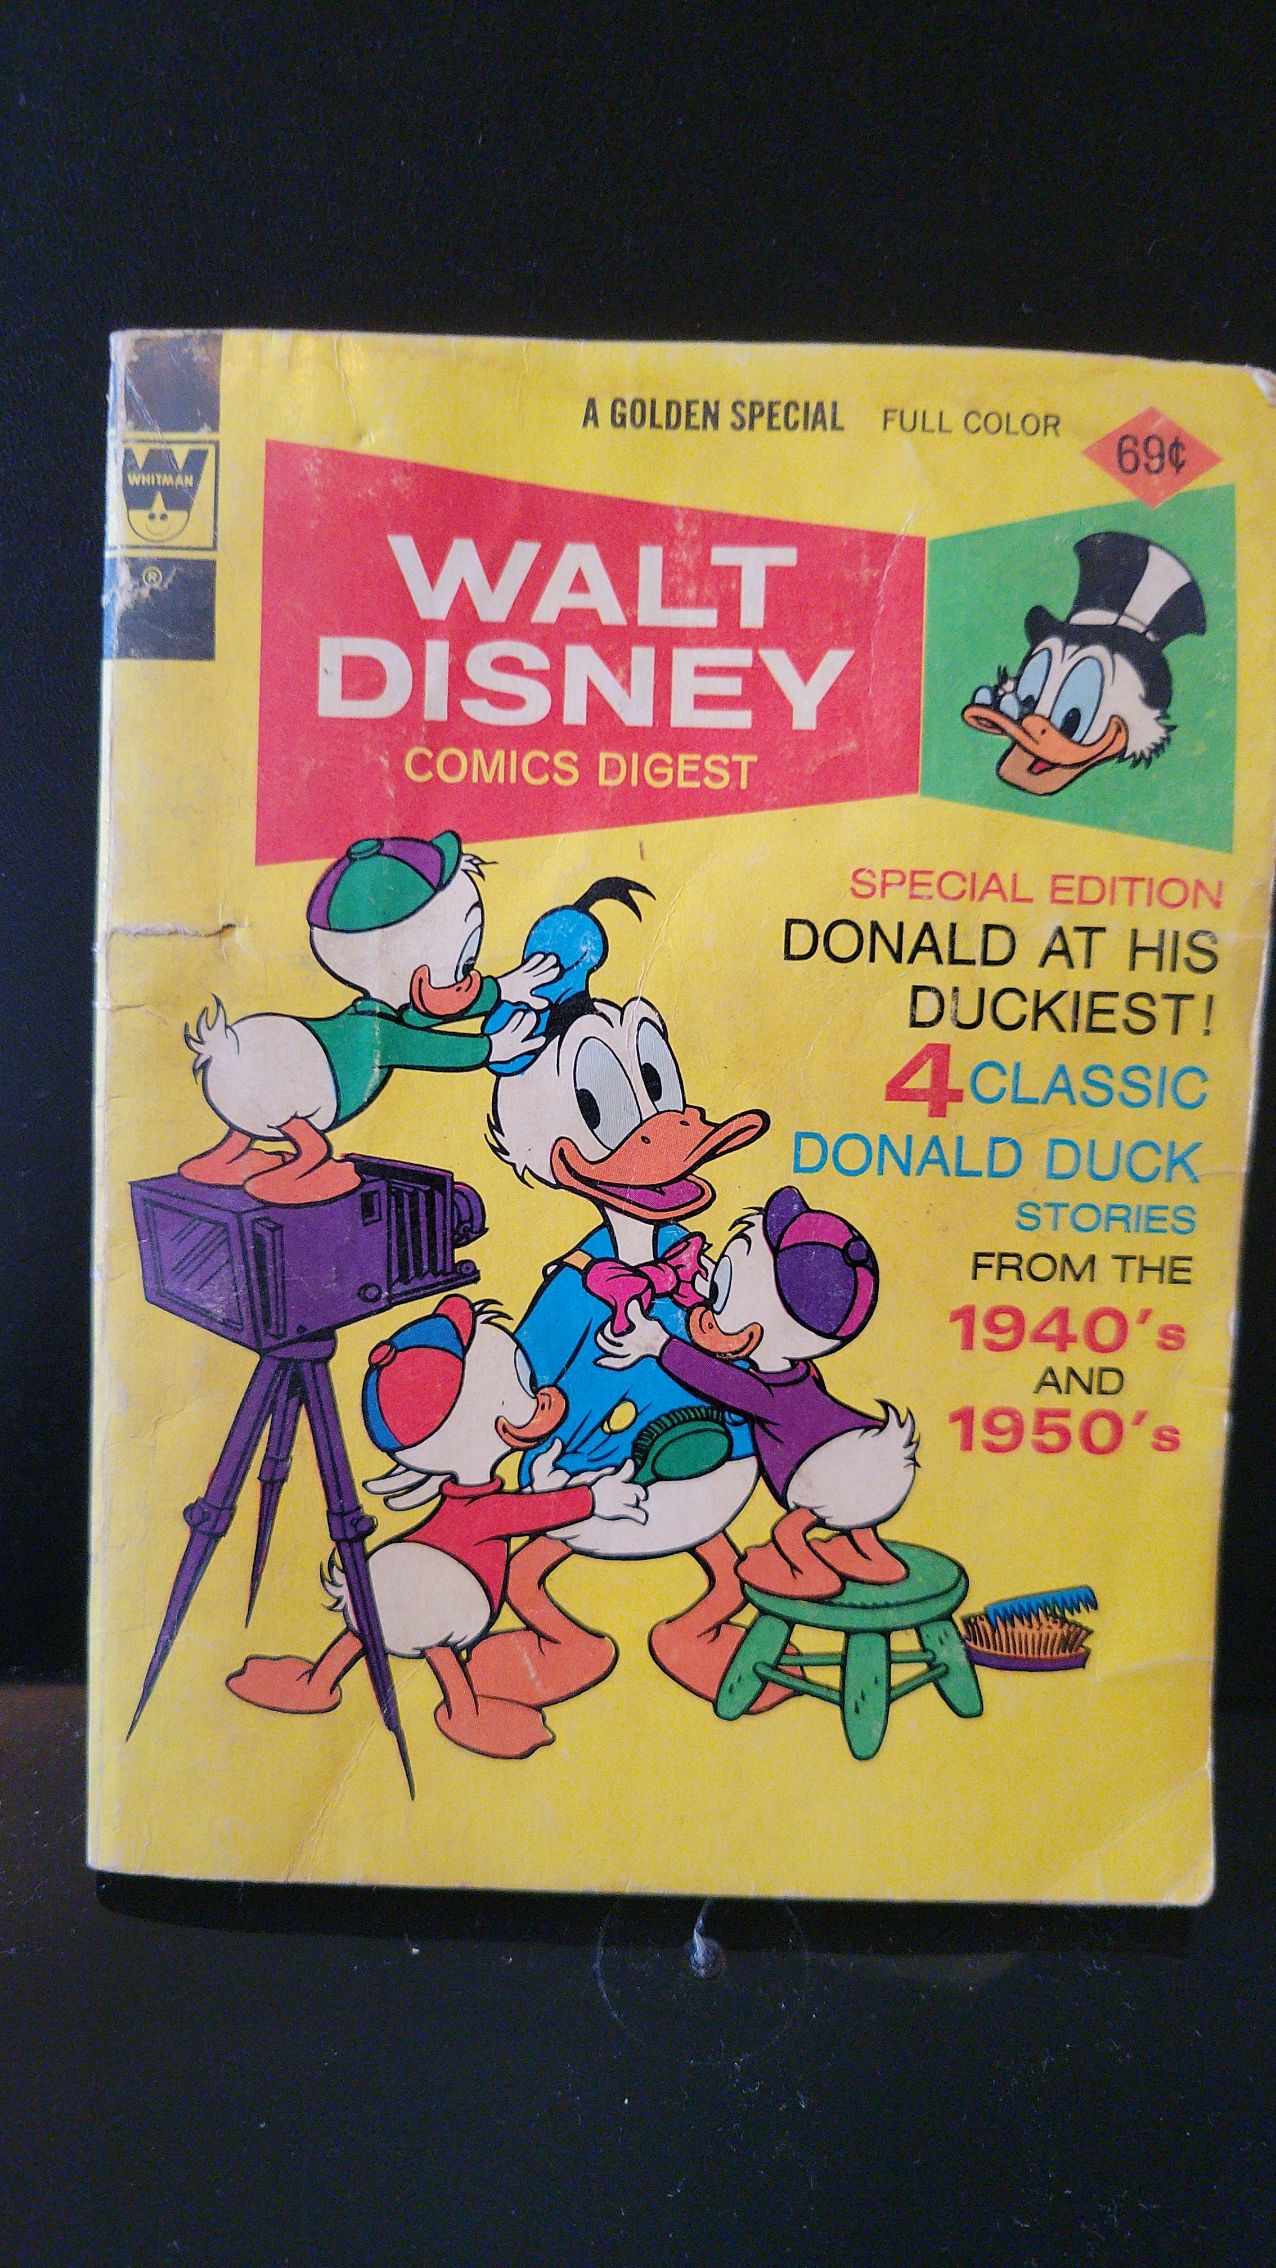 A GOLDEN SPECIAL FULL COLOR
69¢
WHITMAN
®
WALT
DISNEY
COMICS DIGEST
SPECIAL EDITION
DONALD AT HIS
DUCKIEST!
4 CLASSIC
DONALD DUCK
STORIES
FROM THE
1940's
AND
1950's